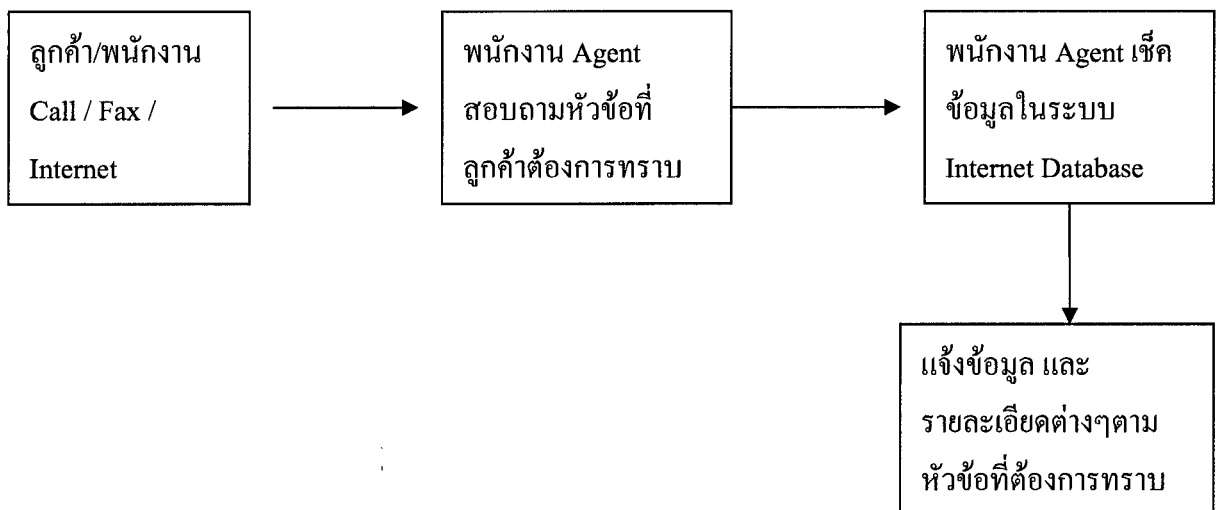 ลูกค้า/พนักงาน
Call / Fax /
Internet
พนักงาน Agent
สอบถามหัวข้อที่
ลูกค้าต้องการทราบ
พนักงาน Agent เช็ค
ข้อมูลในระบบ
Internet Database
แจ้งข้อมูล และ
รายละเอียดต่างๆตาม
หัวข้อที่ต้องการทราบ